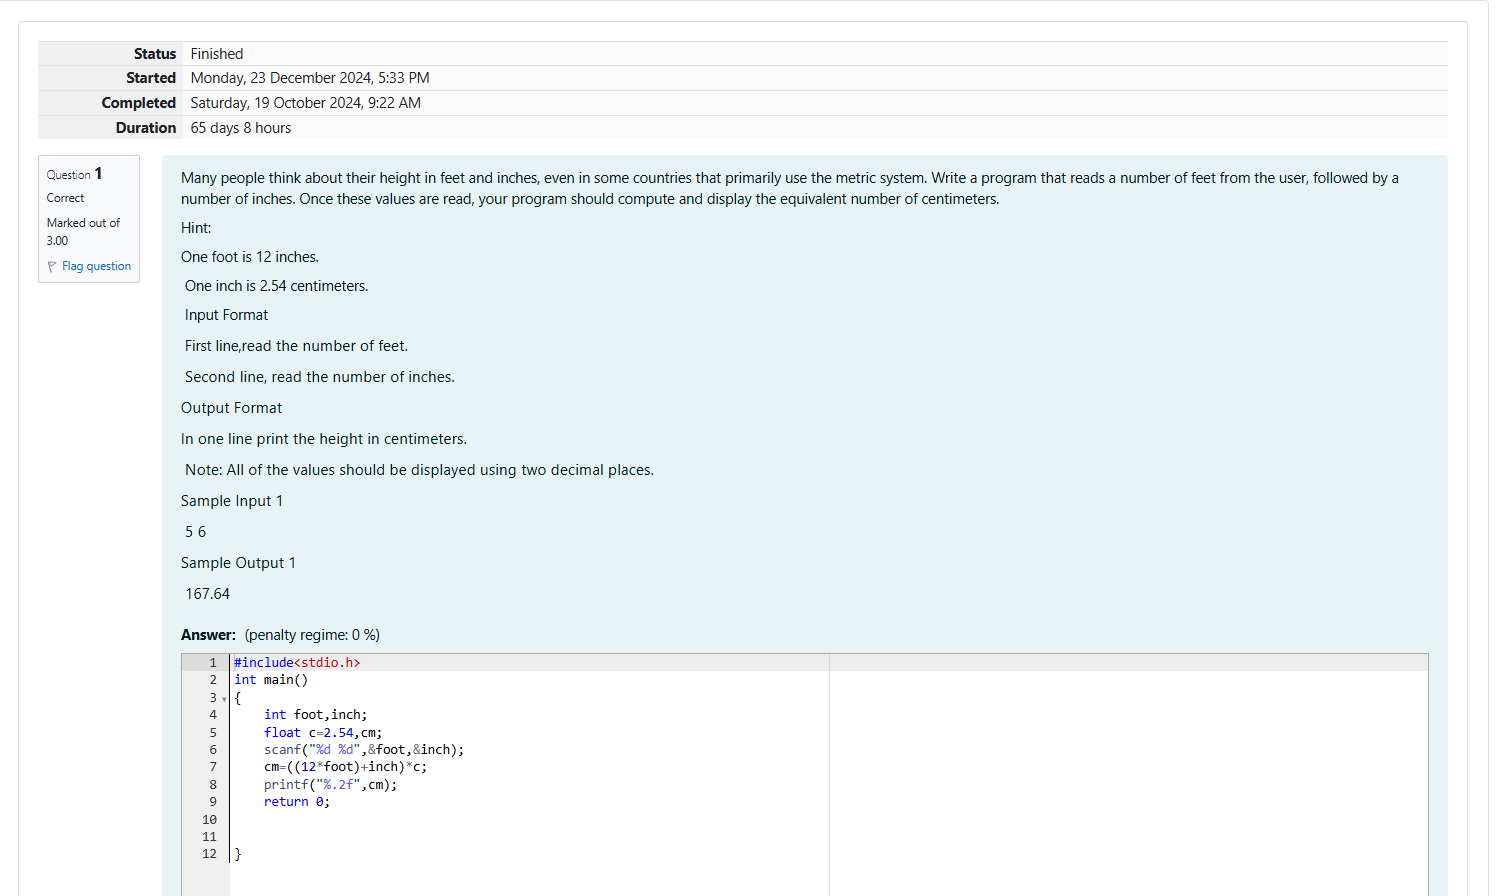 Status Finished
Started Monday, 23 December 2024, 5:33 PM
Completed Saturday, 19 October 2024, 9:22 AM
Duration 65 days 8 hours
Question 1
Correct
Marked out of
3.00
Flag question
Many people think about their height in feet and inches, even in some countries that primarily use the metric system. Write a program that reads a number of feet from the user, followed by a
number of inches. Once these values are read, your program should compute and display the equivalent number of centimeters.
Hint:
One foot is 12 inches.
One inch is 2.54 centimeters.
Input Format
First line,read the number of feet.
Second line, read the number of inches.
Output Format
In one line print the height in centimeters.
Note: All of the values should be displayed using two decimal places.
Sample Input 1
5 6
Sample Output 1
167.64
Answer: (penalty regime: 0 %)
1 #include<stdio.h>
2 int main()
3 {
4 int foot,inch;
5 float c=2.54,cm;
6 scanf("%d %d",&foot,&inch);
7 cm=((12*foot)+inch)*c;
8 printf("%.2f",cm);
9 return 0;
10
11
12 }